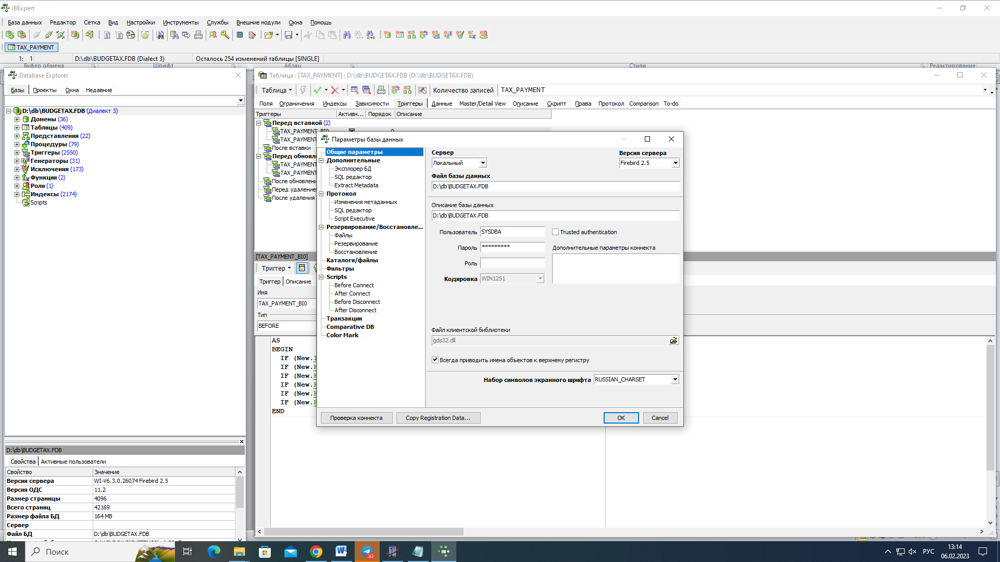 IBExpert
База данных Редактор Сетка Вид Настройки Инструменты Службы Внешние модули Окна Помощь
TAX_PAYMENT
1: 1 D:\db\BUDGETAX.FDB (Dialect 3) Осталось 254 изменений таблицы [SINGLE]
Буфер обмена Шрифт Абзац Стили Редактирование
Database Explorer
Базы Проекты Окна Недавние
D:\db\BUDGETAX.FDB (Диалект 3)
Домены (36)
Таблицы (409)
Представления (22)
Процедуры (79)
Триггеры (2550)
Генераторы (31)
Исключения (173)
Функции (2)
Роли (1)
Индексы (2174)
Scripts
D:\db\BUDGETAX.FDB
Свойства Активные пользователи
Свойство Значение
Версия сервера WI-V6.3.0.26074 Firebird 2.5
Версия ОДС 11.2
Размер страницы 4096
Всего страниц 42169
Размер файла БД 164 MB
Сервер
Файл БД D:\db\BUDGETAX.FDB
Таблица : [TAX_PAYMENT] : D:\db\BUDGETAX.FDB (D:\db\BUDGETAX.FDB)
Таблица Количество записей TAX_PAYMENT
Поля Ограничения Индексы Зависимости Триггеры Данные Master/Detail View Описание Скрипт Права Протокол Comparison To-do
Триггеры Активн... Порядок Описание
Перед вставкой (2)
TAX_PAYMENT_BI0 0
TAX_PAYMENT
После вставки
Перед обновл
TAX_PAYMENT
TAX_PAYMENT
После обновлени
Перед удаление
После удаления
[TAX_PAYMENT_BI0]
Триггер
Триггер Описание
Имя
TAX_PAYMENT_BI0
Тип
BEFORE
AS
BEGIN
IF (New.I
IF (New.K
IF (New.K
IF (New.K
IF (New.K
IF (New.K
END
Параметры базы данных
Общие параметры
Дополнительные
Эксплорер БД
SQL редактор
Extract Metadata
Протокол
Изменения метаданных
SQL редактор
Script Executive
Резервирование/Восстановле...
Файлы
Резервирование
Восстановление
Каталоги/файлы
Фильтры
Scripts
Before Connect
After Connect
Before Disconnect
After Disconnect
Транзакции
Comparative DB
Color Mark
Сервер Версия сервера
Локальный Firebird 2.5
Файл базы данных
D:\db\BUDGETAX.FDB
Описание базы данных
D:\db\BUDGETAX.FDB
Пользователь SYSDBA Trusted authentication
Пароль ********* Дополнительные параметры коннекта
Роль
Кодировка WIN1251
Файл клиентской библиотеки
gds32.dll
Всегда приводить имена объектов к верхнему регистру
Набор символов экранного шрифта RUSSIAN_CHARSET
Проверка коннекта Copy Registration Data... OK Cancel
Поиск
82
РУС
13:14
06.02.2023